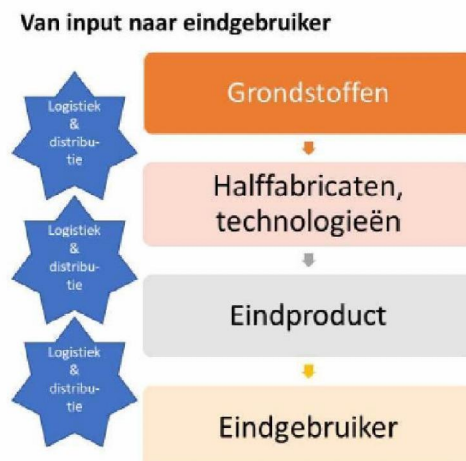 Van input naar eindgebruiker
Logistiek
&
distribu-
tie
Grondstoffen
Halffabricaten,
technologieën
Logistiek
&
distribu-
tie
Eindproduct
Logistiek
&
distribu-
tie
Eindgebruiker